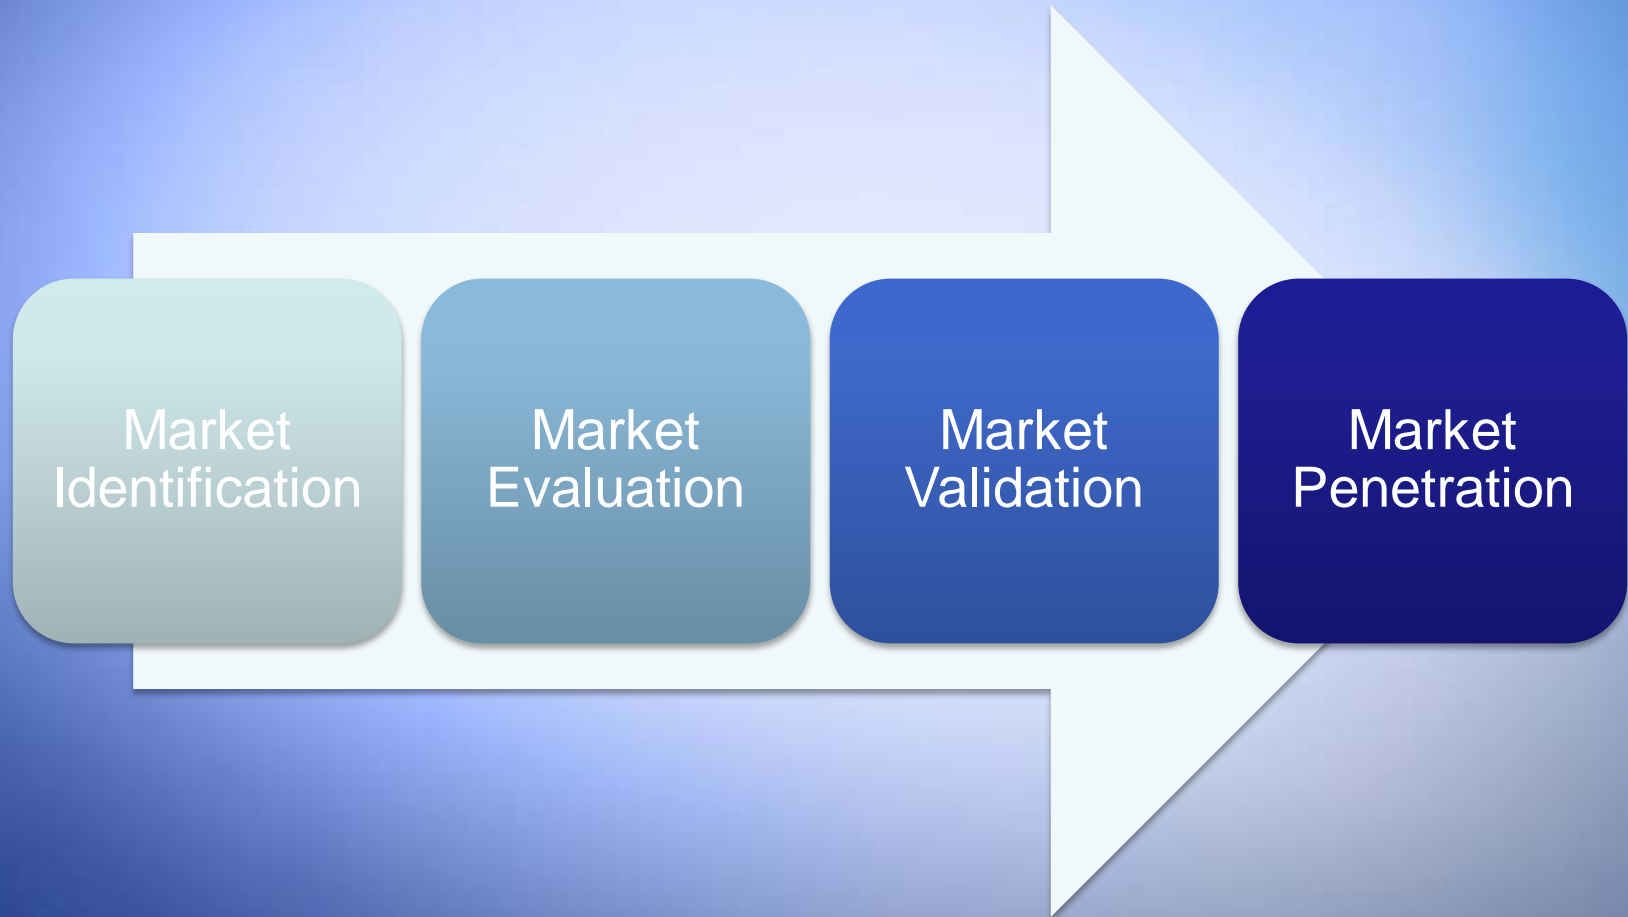 Market
Identification
Market
Evaluation
Market
Validation
Market
Penetration